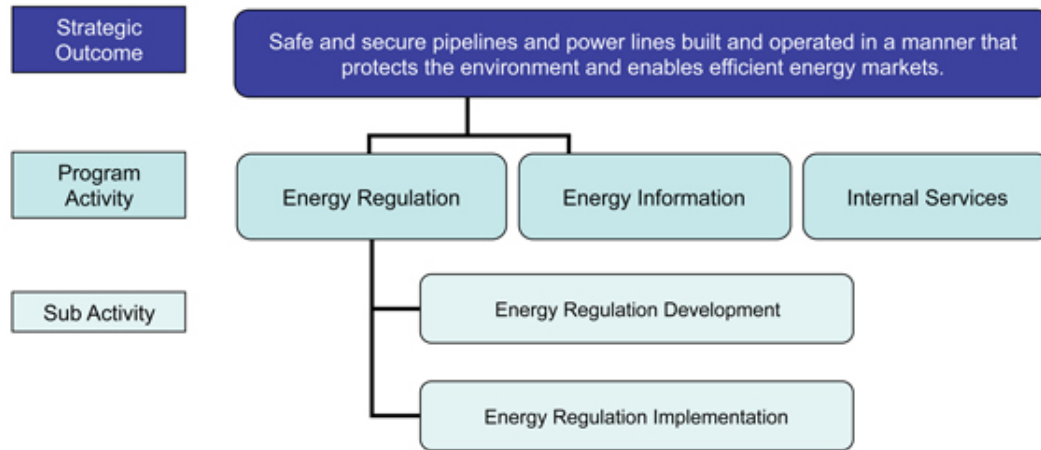 Strategic
Outcome
Safe and secure pipelines and power lines built and operated in a manner that
protects the environment and enables efficient energy markets.
Program
Activity
Energy Regulation
Energy Information
Internal Services
Sub Activity
Energy Regulation Development
Energy Regulation Implementation